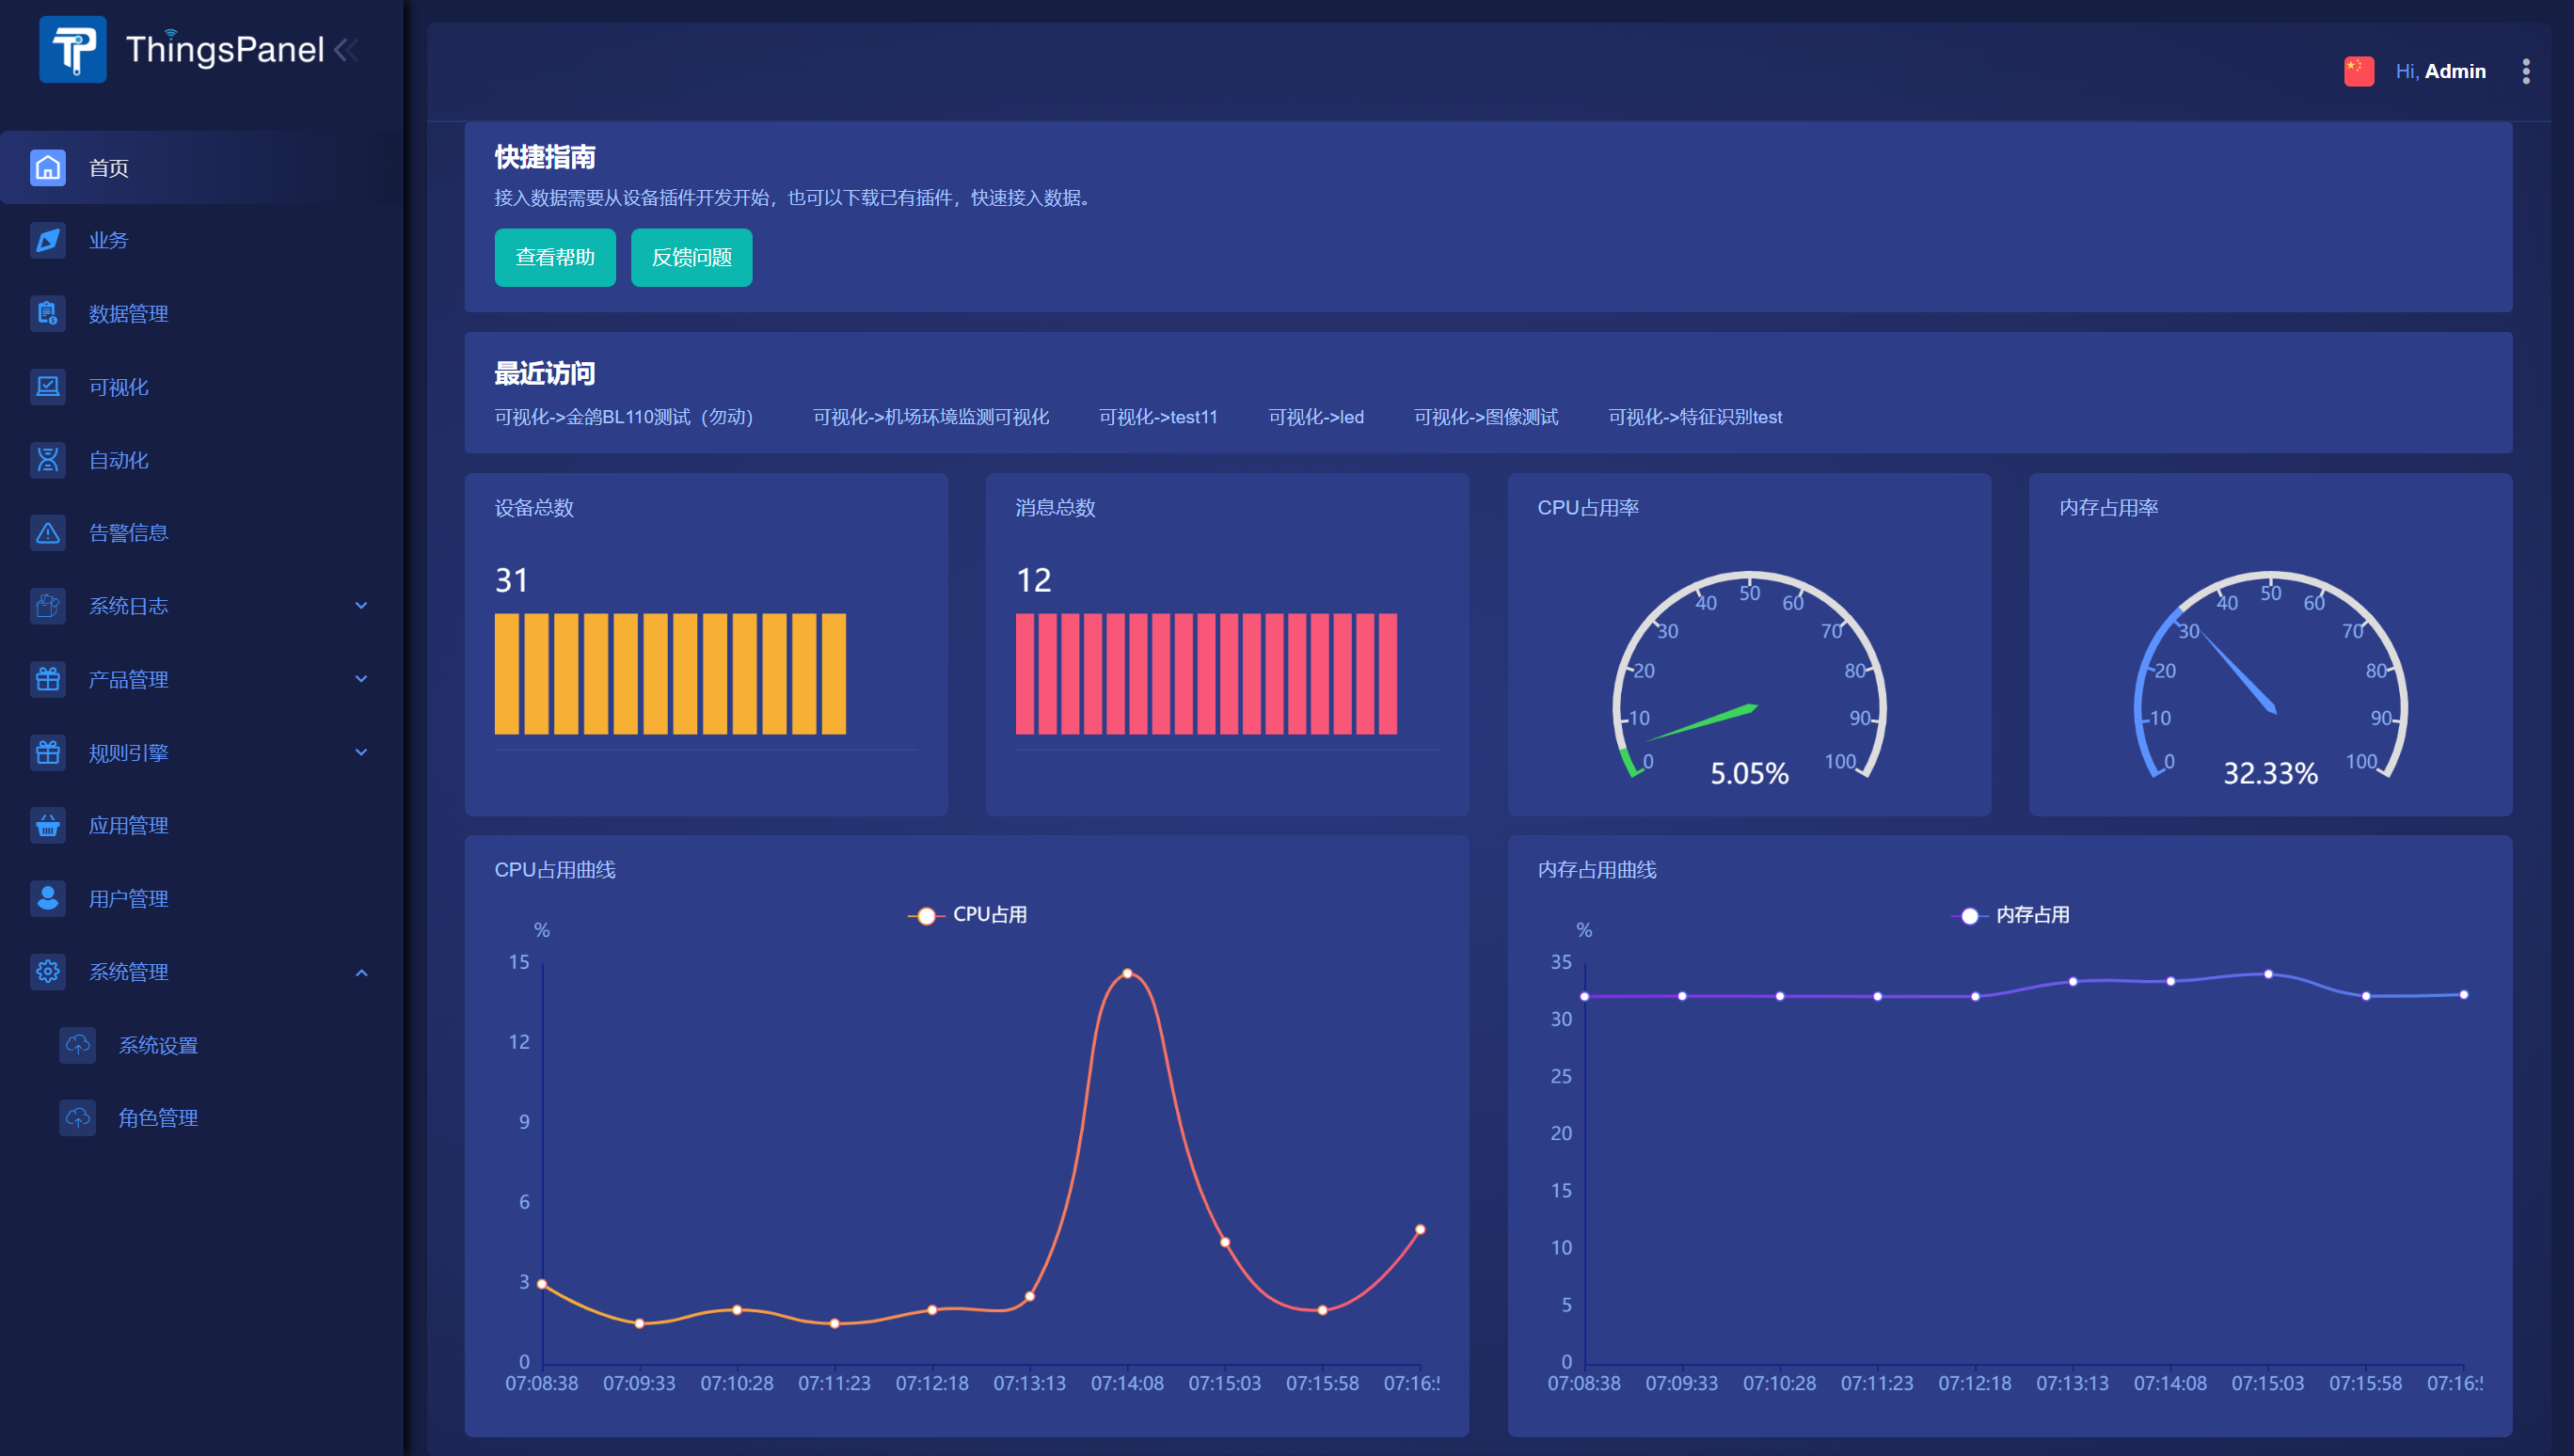 ThingsPanel
Hi, Admin
首页
业务
数据管理
可视化
自动化
告警信息
系统日志
产品管理
规则引擎
应用管理
用户管理
系统管理
系统设置
角色管理
快捷指南
接入数据需要从设备插件开发开始，也可以下载已有插件，快速接入数据。
查看帮助 反馈问题
最近访问
可视化->金鸽BL110测试（勿动） 可视化->机场环境监测可视化 可视化->test11 可视化->led 可视化->图像测试 可视化->特征识别test
设备总数
31
消息总数
12
CPU占用率
0 10 20 30 40 50 60 70 80 90 100
5.05%
内存占用率
0 10 20 30 40 50 60 70 80 90 100
32.33%
CPU占用曲线
CPU占用
%
15
12
9
6
3
0
07:08:38 07:09:33 07:10:28 07:11:23 07:12:18 07:13:13 07:14:08 07:15:03 07:15:58 07:16:
内存占用曲线
内存占用
%
35
30
25
20
15
10
5
0
07:08:38 07:09:33 07:10:28 07:11:23 07:12:18 07:13:13 07:14:08 07:15:03 07:15:58 07:16: